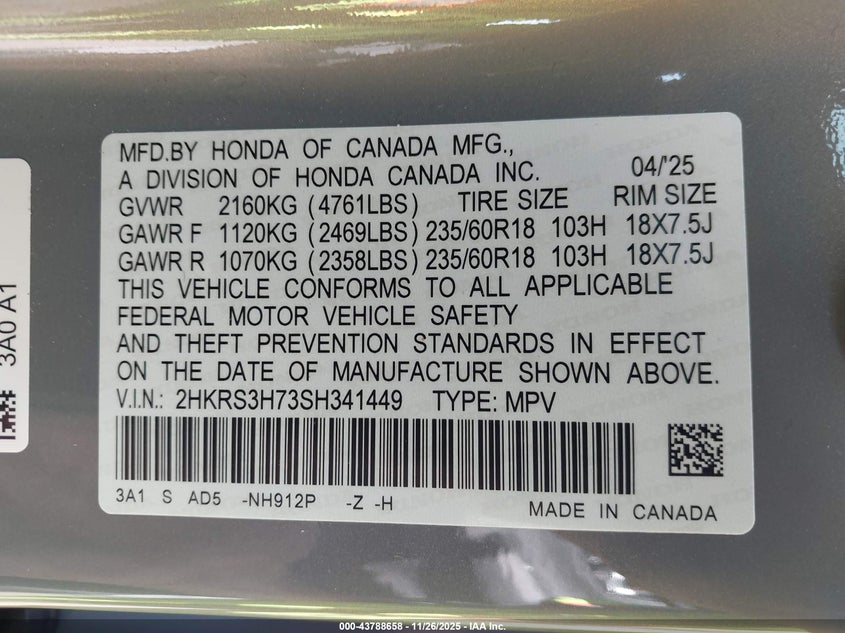 MFD.BY HONDA OF CANADA MFG.,
A DIVISION OF HONDA CANADA INC. 04/'25
GVWR 2160KG (4761LBS) TIRE SIZE RIM SIZE
GAWR F 1120KG (2469LBS) 235/60R18 103H 18X7.5J
GAWR R 1070KG (2358LBS) 235/60R18 103H 18X7.5J
THIS VEHICLE CONFORMS TO ALL APPLICABLE
FEDERAL MOTOR VEHICLE SAFETY
AND THEFT PREVENTION STANDARDS IN EFFECT
ON THE DATE OF MANUFACTURE SHOWN ABOVE.
V.I.N.: 2HKRS3H73SH341449 TYPE: MPV
3A1 S AD5 -NH912P -Z -H MADE IN CANADA
3A0 A1
000-43788658 | 11/26/2025 - IAA Inc.